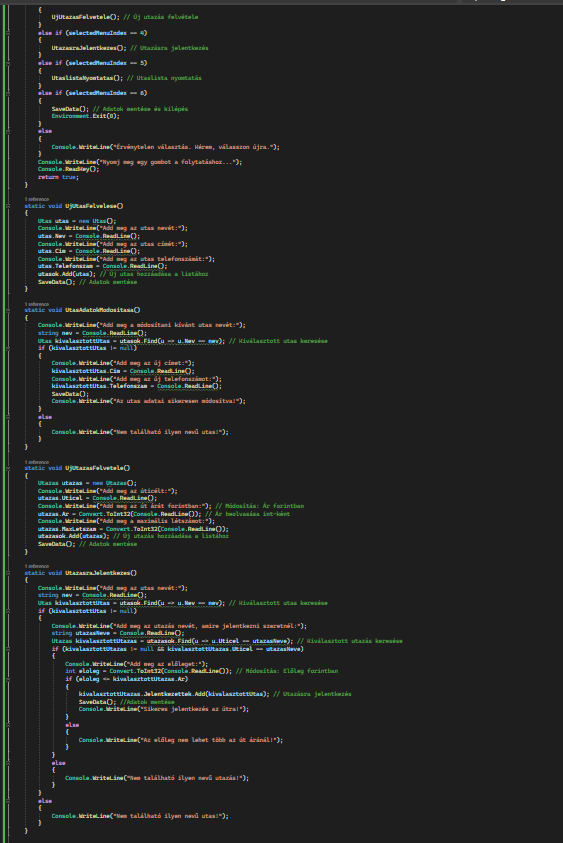 {
UjUtazasFelvetele(); // Új utazás felvétele
}
else if (selectedMenuIndex == 4)
{
UtazasraJelentkezes(); // Utazásra jelentkezés
}
else if (selectedMenuIndex == 5)
{
UtaslistaNyomtatas(); // Utaslista nyomtatás
}
else if (selectedMenuIndex == 6)
{
SaveData(); // Adatok mentése és kilépés
Environment.Exit(0);
}
else
{
Console.WriteLine("Érvénytelen választás. Kérem, válasszon újra.");
}
Console.WriteLine("Nyomj meg egy gombot a folytatáshoz...");
Console.ReadKey();
return true;
}
1 reference
static void UjUtasFelvelese()
{
Utas utas = new Utas();
Console.WriteLine("Add meg az utas nevét:");
utas.Nev = Console.ReadLine();
Console.WriteLine("Add meg az utas címét:");
utas.Cim = Console.ReadLine();
Console.WriteLine("Add meg az utas telefonszámát:");
utas.Telefonszam = Console.ReadLine();
utasok.Add(utas); // Új utas hozzáadása a listához
SaveData(); // Adatok mentése
}
1 reference
static void UtasAdatokModositasa()
{
Console.WriteLine("Add meg a módosítani kívánt utas nevét:");
string nev = Console.ReadLine();
Utas kivalasztottUtas = utasok.Find(u => u.Nev == nev); // Kiválasztott utas keresése
if (kivalasztottUtas != null)
{
Console.WriteLine("Add meg az új címet:");
kivalasztottUtas.Cim = Console.ReadLine();
Console.WriteLine("Add meg az új telefonszámot:");
kivalasztottUtas.Telefonszam = Console.ReadLine();
SaveData();
Console.WriteLine("Az utas adatai sikeresen módosítva!");
}
else
{
Console.WriteLine("Nem található ilyen nevű utas!");
}
}
1 reference
static void UjUtazasFelvetele()
{
Utazas utazas = new Utazas();
Console.WriteLine("Add meg az úticélt:");
utazas.Uticel = Console.ReadLine();
Console.WriteLine("Add meg az út árát forintban:"); // Módosítás: Ár forintban
utazas.Ar = Convert.ToInt32(Console.ReadLine()); // Ár beolvasása int-ként
Console.WriteLine("Add meg a maximális létszámot:");
utazas.MaxLetszam = Convert.ToInt32(Console.ReadLine());
utazasok.Add(utazas); // Új utazás hozzáadása a listához
SaveData(); // Adatok mentése
}
1 reference
static void UtazasraJelentkezes()
{
Console.WriteLine("Add meg az utas nevét:");
string nev = Console.ReadLine();
Utas kivalasztottUtas = utasok.Find(u => u.Nev == nev); // Kiválasztott utas keresése
if (kivalasztottUtas != null)
{
Console.WriteLine("Add meg az utazás nevét, amire jelentkezni szeretnél:");
string utazasNeve = Console.ReadLine();
Utazas kivalasztottUtazas = utazasok.Find(u => u.Uticel == utazasNeve); // Kiválasztott utazás keresése
if (kivalasztottUtazas != null && kivalasztottUtazas.Uticel == utazasNeve)
{
Console.WriteLine("Add meg az előleget:");
int eloleg = Convert.ToInt32(Console.ReadLine()); // Módosítás: Előleg forintban
if (eloleg <= kivalasztottUtazas.Ar)
{
kivalasztottUtazas.Jelentkezettek.Add(kivalasztottUtas); // Utazásra jelentkezés
SaveData(); //Adatok mentése
Console.WriteLine("Sikeres jelentkezés az útra!");
}
else
{
Console.WriteLine("Az előleg nem lehet több az út áránál!");
}
}
else
{
Console.WriteLine("Nem található ilyen nevű utazás!");
}
}
else
{
Console.WriteLine("Nem található ilyen nevű utas!");
}
}